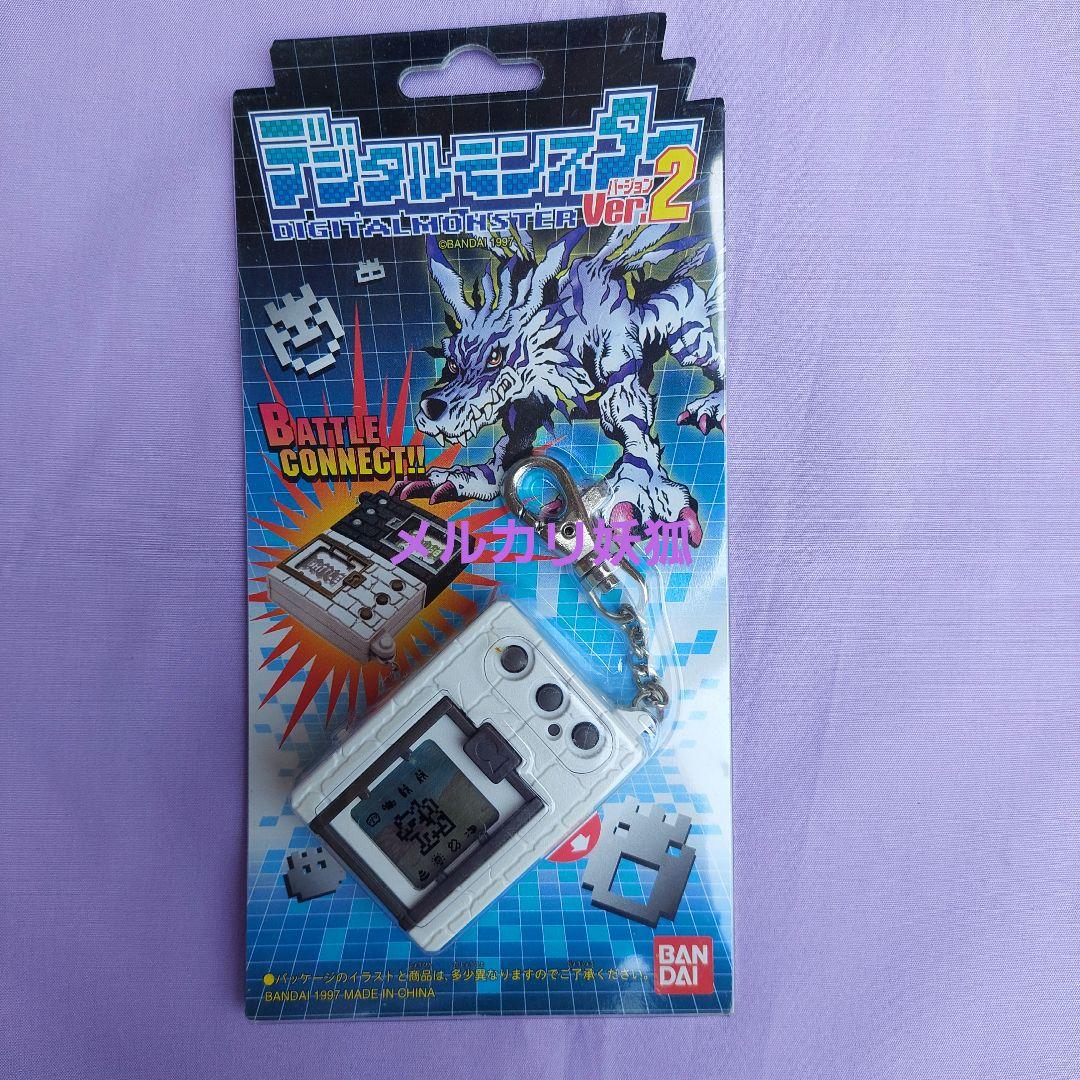 デジタルモンスター
バージョン
DIGITALMONSTER Ver.2
©BANDAI 1997
BATTLE
CONNECT!!
メルカリ妖狐
BAN
DAI
●パッケージのイラストと商品は、多少異なりますのでご了承ください。
BANDAI 1997 MADE IN CHINA